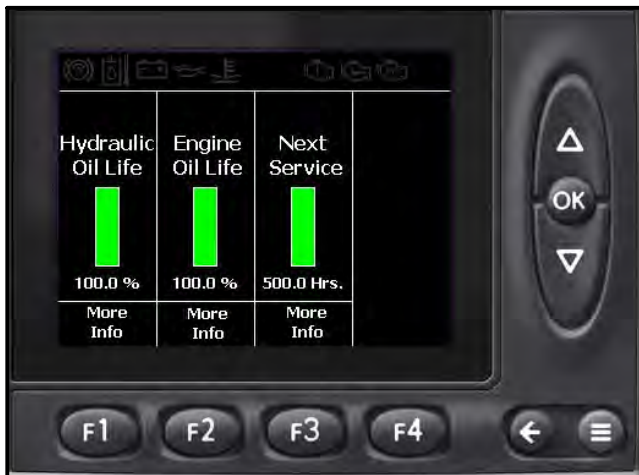 Hydraulic
Oil Life
100.0 %
More
Info
Engine
Oil Life
100.0 %
More
Info
Next
Service
500.0 Hrs.
More
Info
OK
F1
F2
F3
F4